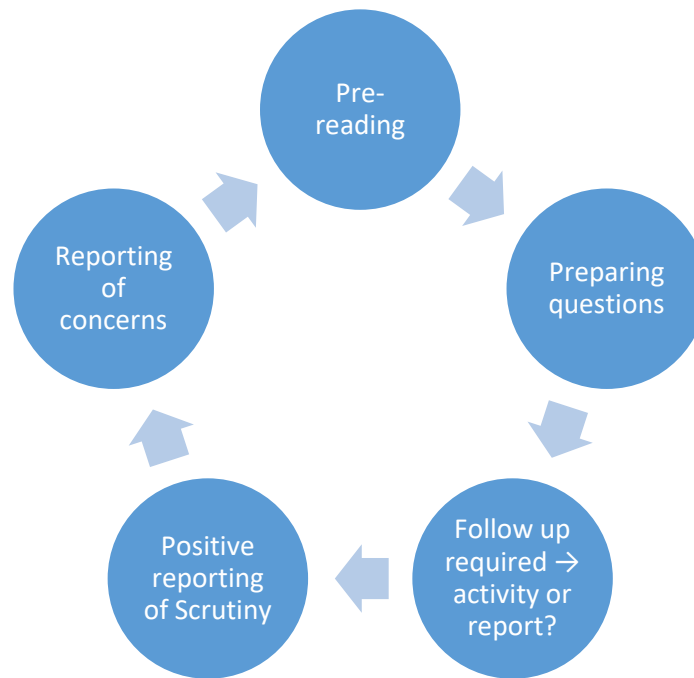 Pre-
reading
Preparing
questions
Follow up
required →
activity or
report?
Positive
reporting
of Scrutiny
Reporting
of
concerns